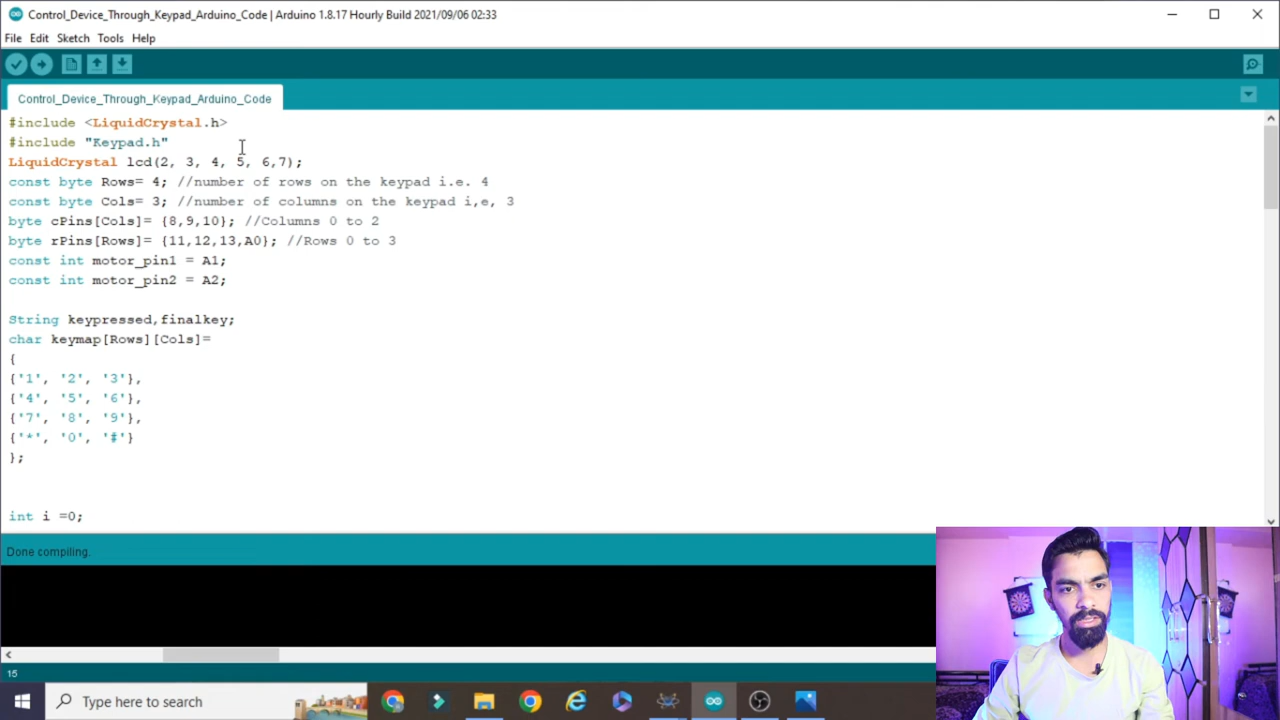 Control_Device_Through_Keypad_Arduino_Code | Arduino 1.8.17 Hourly Build 2021/09/06 02:33
File Edit Sketch Tools Help
Control_Device_Through_Keypad_Arduino_Code
#include <LiquidCrystal.h>
#include "Keypad.h"
LiquidCrystal lcd(2, 3, 4, 5, 6,7);
const byte Rows= 4; //number of rows on the keypad i.e. 4
const byte Cols= 3; //number of columns on the keypad i,e, 3
byte cPins[Cols]= {8,9,10}; //Columns 0 to 2
byte rPins[Rows]= {11,12,13,A0}; //Rows 0 to 3
const int motor_pin1 = A1;
const int motor_pin2 = A2;
String keypressed,finalkey;
char keymap[Rows][Cols]=
{
{'1', '2', '3'},
{'4', '5', '6'},
{'7', '8', '9'},
{'*', '0', '#'}
};
int i =0;
Done compiling.
15
Type here to search